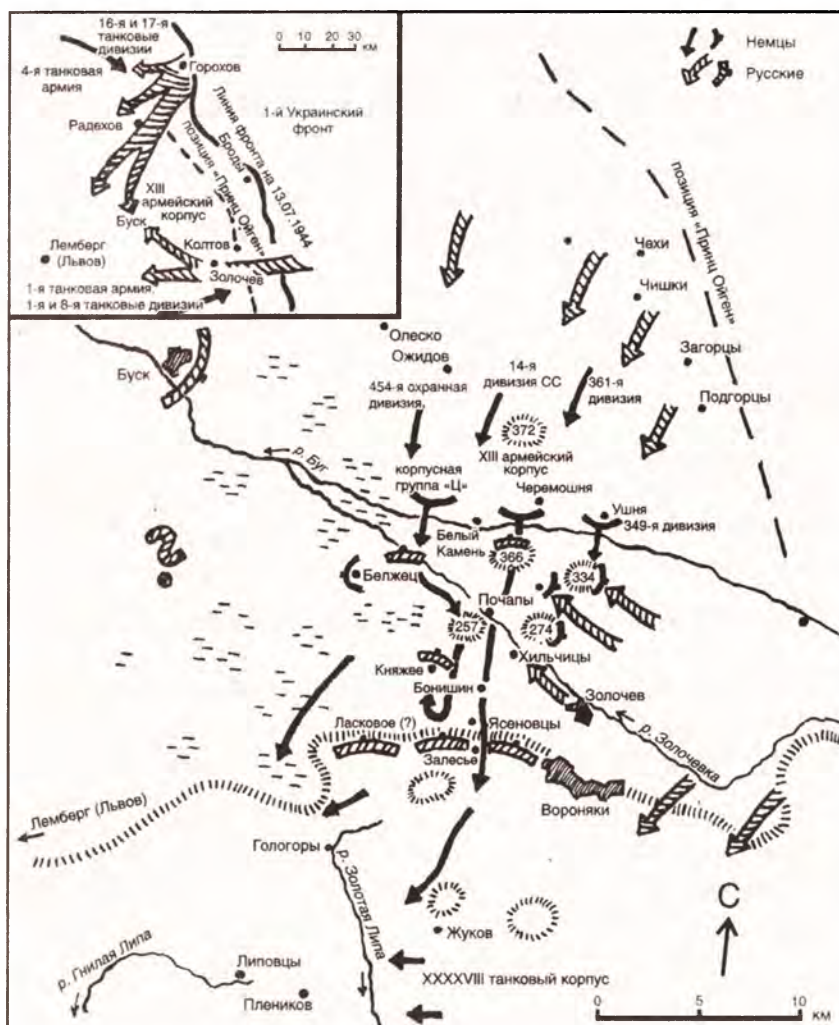 16-я и 17-я
танковые
дивизии
0 10 20 30
км
Горохов
4-я танковая
армия
1-й Украинский
фронт
Радехов
Линия фронта на 13.07.1944
Броды
позиция «Принц Ойген»
XIII
армейский
корпус
Буск
Лемберг
(Львов)
Колтов
Золочев
1-я танковая армия,
1-я и 8-я танковые дивизии
Немцы
Русские
позиция «Принц Ойген»
Чехи
Чишки
Загорцы
Подгорцы
Олеско
Ожидов
Буск
454-я охранная
дивизия
14-я
дивизия СС
361-я
дивизия
372
XIII армейский
корпус
р. Буг
корпусная
группа «Ц»
Черемошня
Ушня
349-я дивизия
Белый
Камень
366
334
Белжец
Почапы
257
274
Хильчицы
Княжее
Бонишин
Золочев
р. Золочевка
Ласковое (?)
Ясеновцы
Залесье
Вороняки
Лемберг (Львов)
Гологоры
р. Золотая Липа
С
Жуков
р. Гнилая Липа
Липовцы
Плеников
XXXXVIII танковый корпус
0 5 10
км